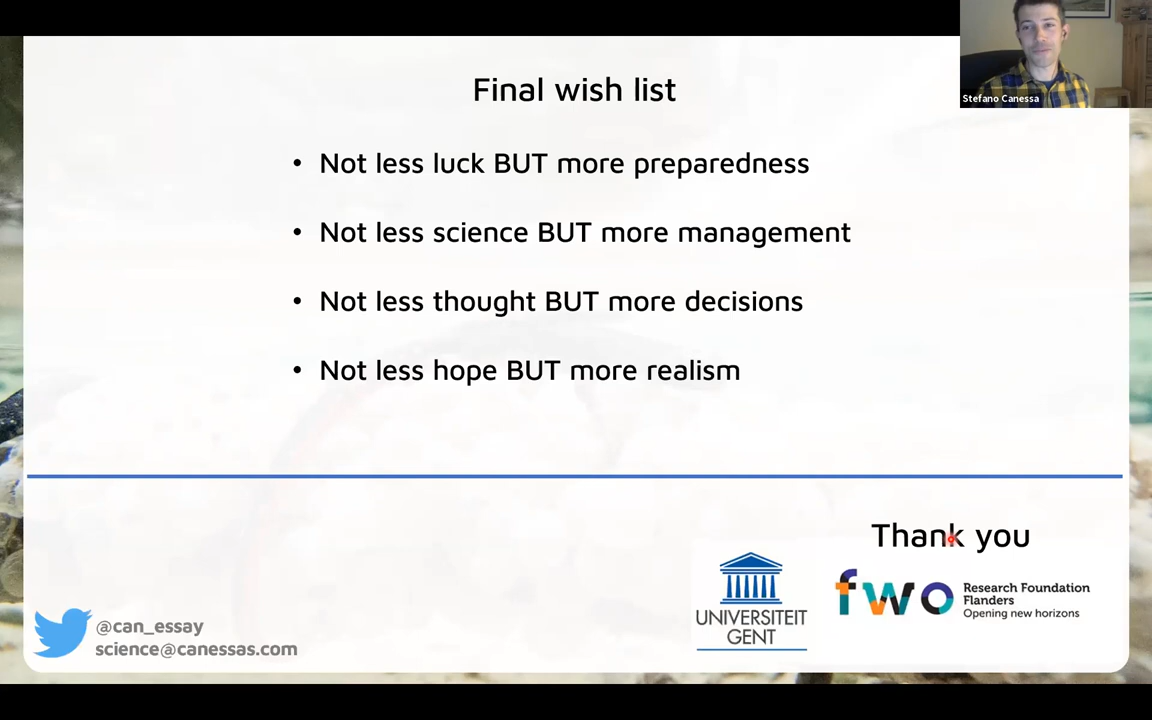 Final wish list
Stefano Canessa
• Not less luck BUT more preparedness
• Not less science BUT more management
• Not less thought BUT more decisions
• Not less hope BUT more realism
Thank you
UNIVERSITEIT
GENT
fwo
Research Foundation
Flanders
Opening new horizons
@can_essay
science@canessas.com